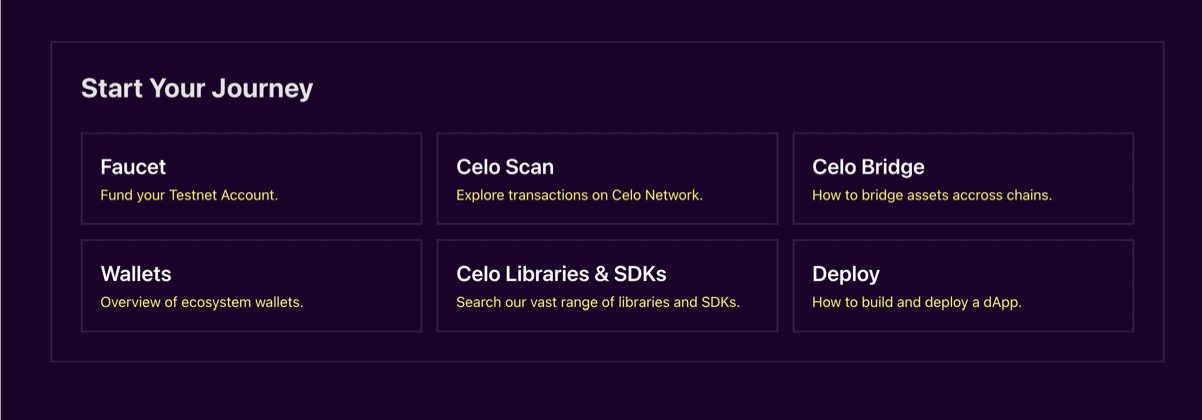 Start Your Journey
Faucet
Fund your Testnet Account.
Celo Scan
Explore transactions on Celo Network.
Celo Bridge
How to bridge assets accross chains.
Wallets
Overview of ecosystem wallets.
Celo Libraries & SDKs
Search our vast range of libraries and SDKs.
Deploy
How to build and deploy a dApp.